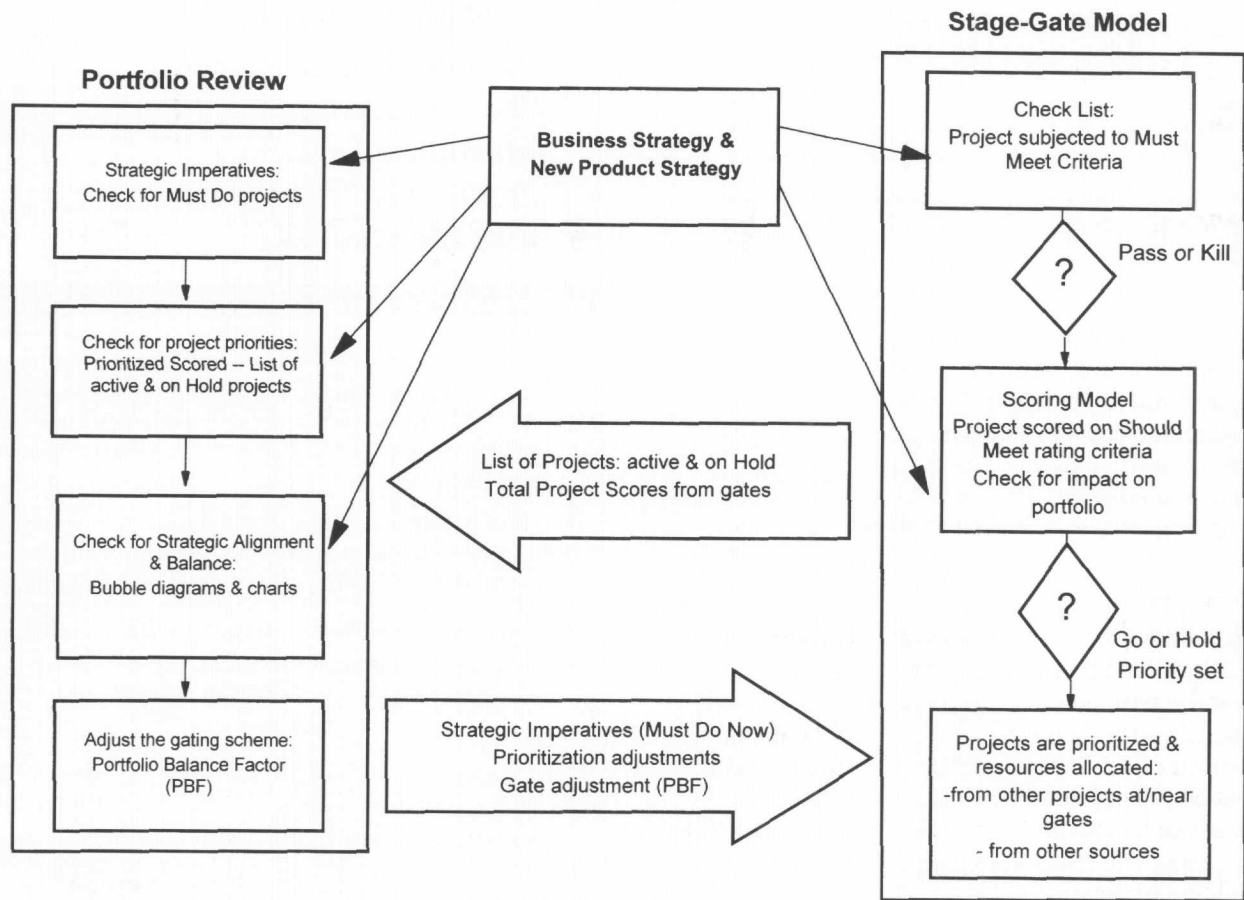 Stage-Gate Model
Portfolio Review
Strategic Imperatives:
Check for Must Do projects
Check for project priorities:
Prioritized Scored -- List of
active & on Hold projects
Check for Strategic Alignment
& Balance:
Bubble diagrams & charts
Adjust the gating scheme:
Portfolio Balance Factor
(PBF)
Business Strategy &
New Product Strategy
List of Projects: active & on Hold
Total Project Scores from gates
Strategic Imperatives (Must Do Now)
Prioritization adjustments
Gate adjustment (PBF)
Check List:
Project subjected to Must
Meet Criteria
?
Pass or Kill
Scoring Model
Project scored on Should
Meet rating criteria
Check for impact on
portfolio
?
Go or Hold
Priority set
Projects are prioritized &
resources allocated:
-from other projects at/near
gates
- from other sources